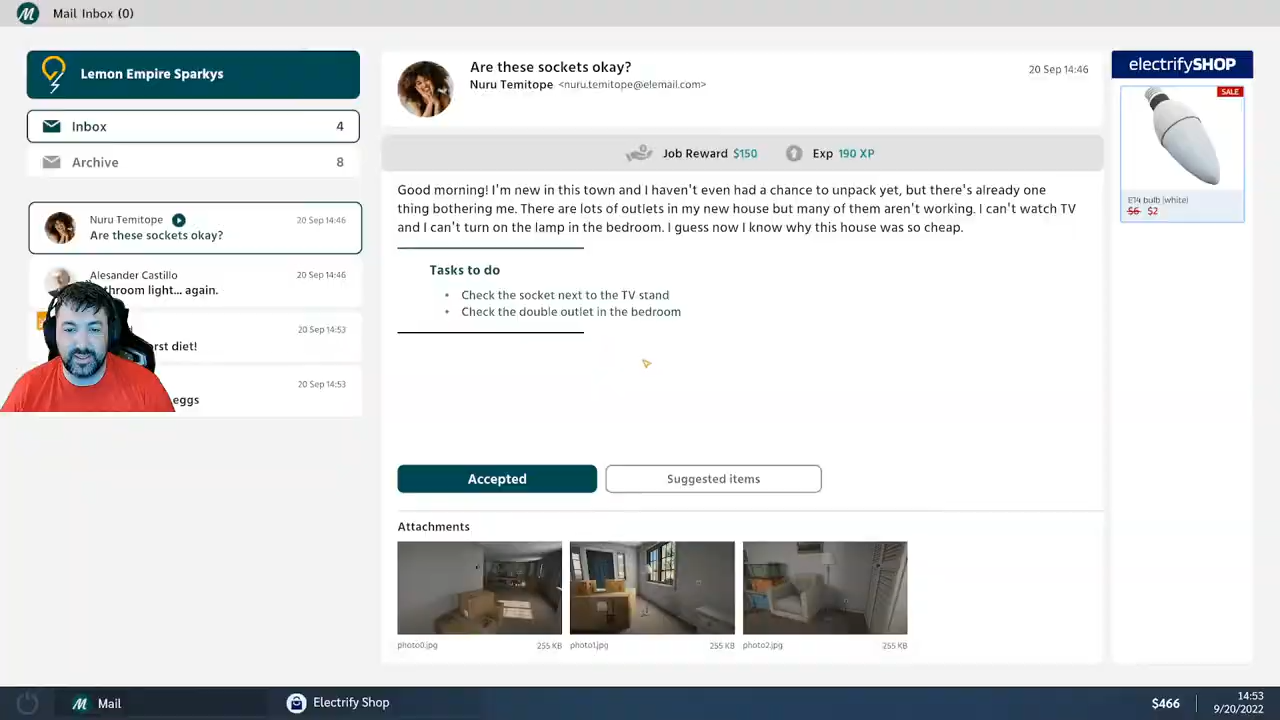 Mail Inbox (0)
Lemon Empire Sparkys
Inbox 4
Archive 8
Nuru Temitope 20 Sep 14:46
Are these sockets okay?
Alesander Castillo 20 Sep 14:46
throom light... again.
20 Sep 14:53
rst diet!
20 Sep 14:53
eggs
Are these sockets okay?
Nuru Temitope <nuru.temitope@elemail.com>
20 Sep 14:46
Job Reward $150 Exp 190 XP
Good morning! I'm new in this town and I haven't even had a chance to unpack yet, but there's already one
thing bothering me. There are lots of outlets in my new house but many of them aren't working. I can't watch TV
and I can't turn on the lamp in the bedroom. I guess now I know why this house was so cheap.
Tasks to do
• Check the socket next to the TV stand
• Check the double outlet in the bedroom
Accepted Suggested items
Attachments
photo0.jpg 255 KB photo1.jpg 255 KB photo2.jpg 255 KB
electrifySHOP
SALE
E14 bulb (white)
$6 $2
Mail Electrify Shop $466 14:53
9/20/2022